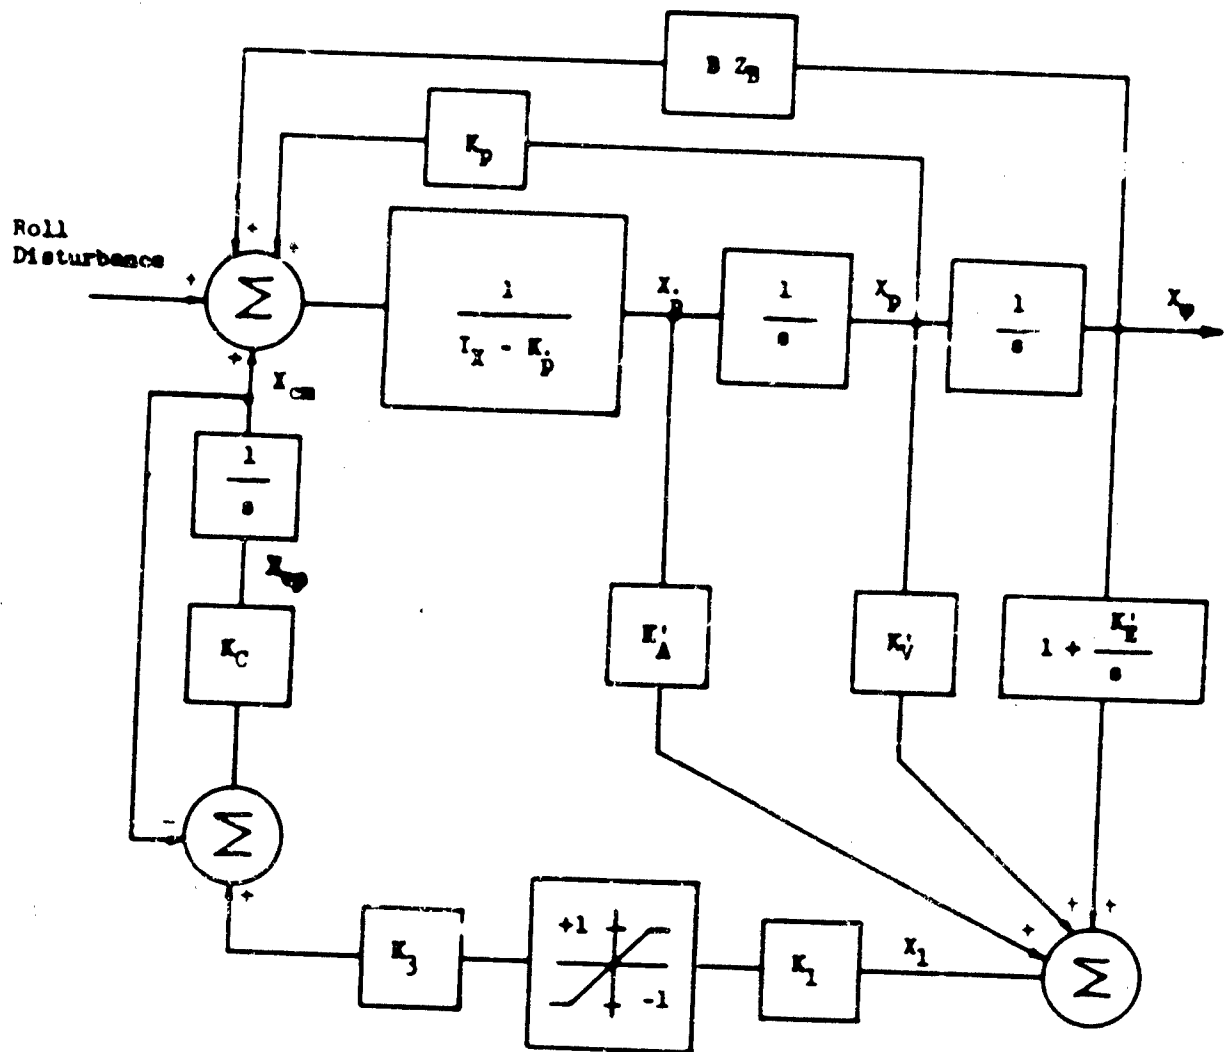 B Z_B
K_p
Roll
Disturbance
+
+
+
Σ
+
1
I_X - K_ṗ
X_ṗ
1
s
X_p
1
s
X_φ
X_cm
1
s
K_C
K'_A
K'_V
1 + K'_E
s
Σ
-
+
K_3
+1
-1
K_1
X_1
+
+
+
Σ